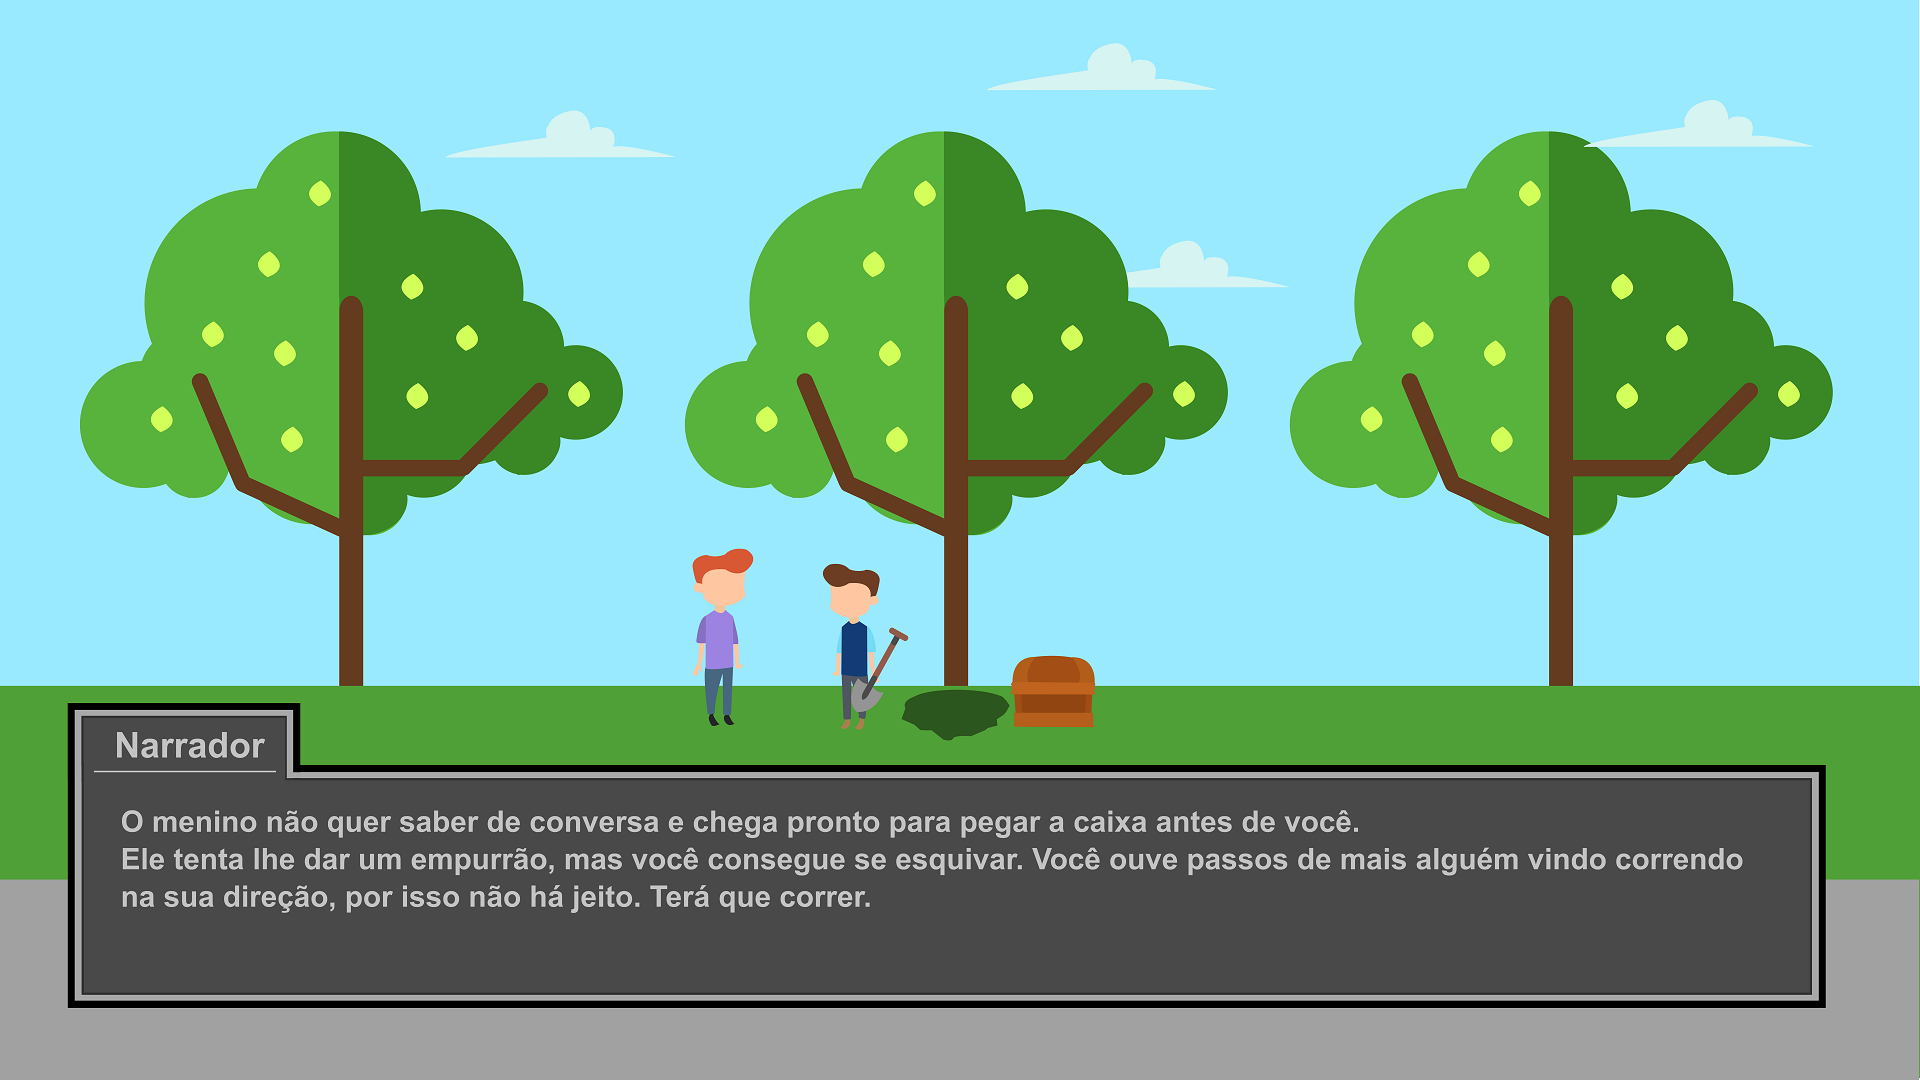 Narrador
O menino não quer saber de conversa e chega pronto para pegar a caixa antes de você.
Ele tenta lhe dar um empurrão, mas você consegue se esquivar. Você ouve passos de mais alguém vindo correndo
na sua direção, por isso não há jeito. Terá que correr.